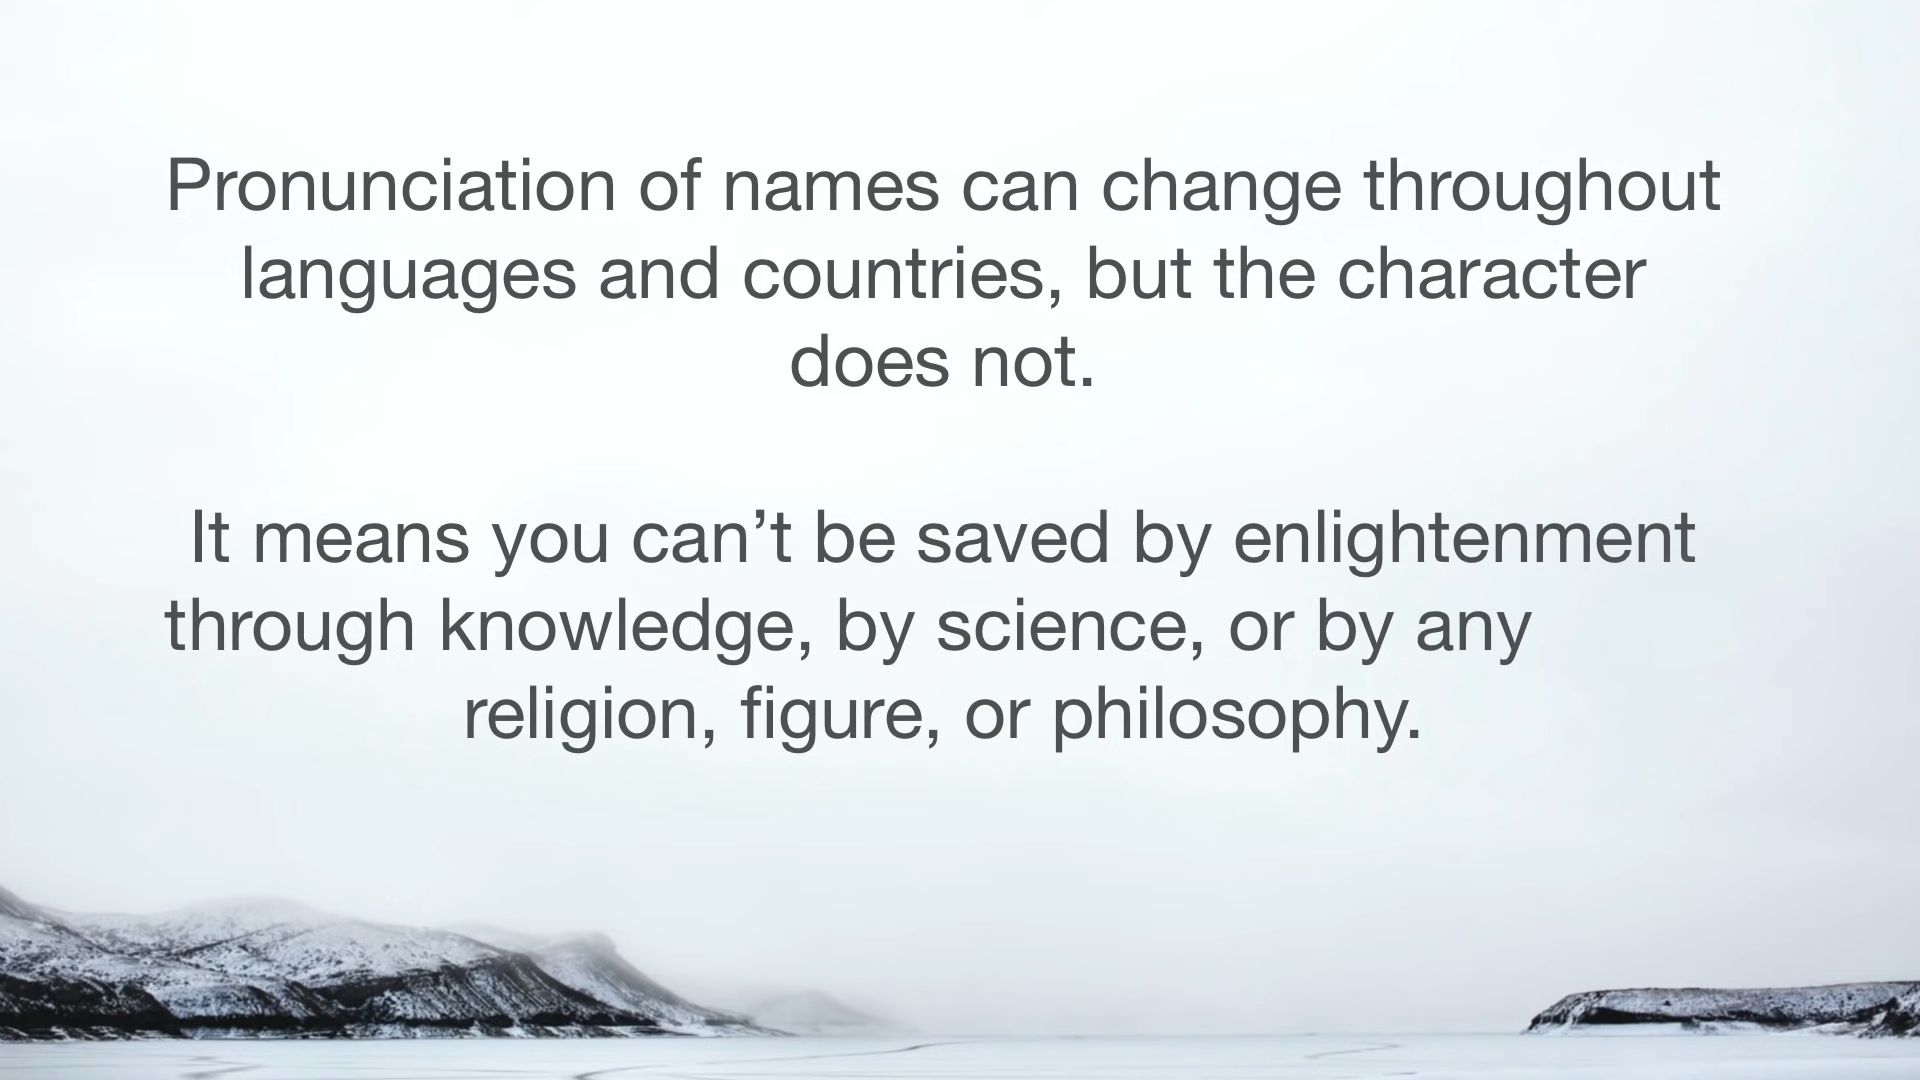 Pronunciation of names can change throughout
languages and countries, but the character
does not.
It means you can’t be saved by enlightenment
through knowledge, by science, or by any
religion, figure, or philosophy.